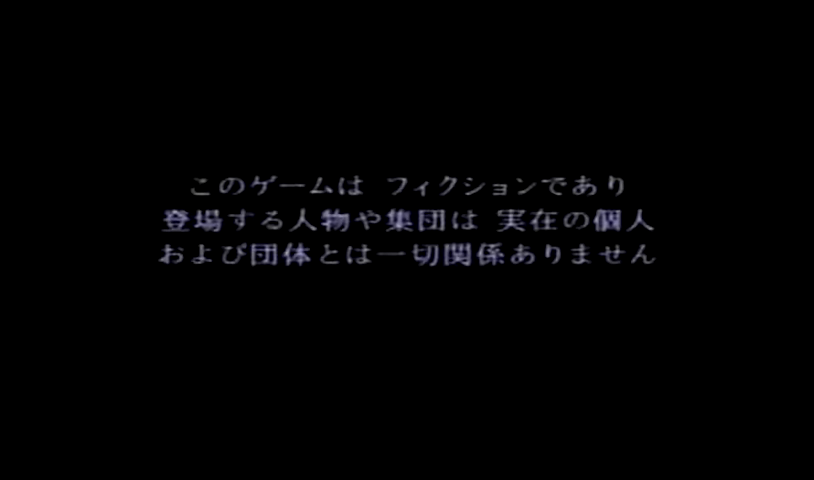 このゲームは フィクションであり
登場する人物や集団は 実在の個人
および団体とは一切関係ありません